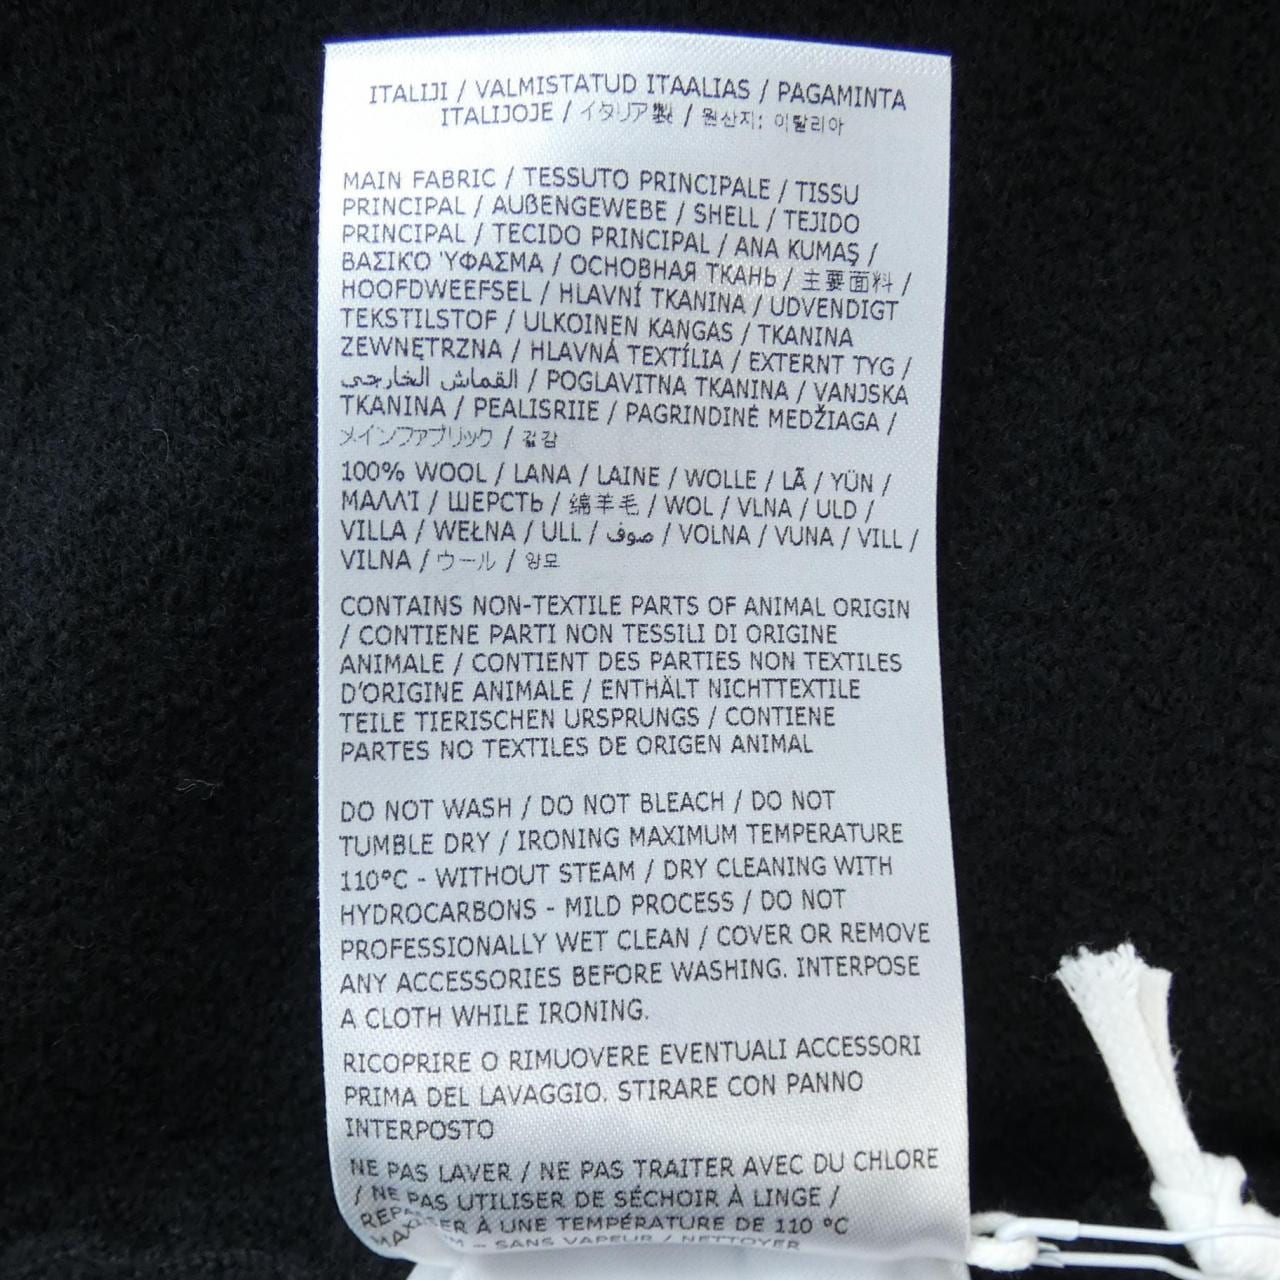 ITALIJI / VALMISTATUD ITAALIAS / PAGAMINTA
ITALIJOJE / イタリア製 / 원산지: 이탈리아
MAIN FABRIC / TESSUTO PRINCIPALE / TISSU
PRINCIPAL / AUßENGEWEBE / SHELL / TEJIDO
PRINCIPAL / TECIDO PRINCIPAL / ANA KUMAŞ /
ΒΑΣΙΚΌ ΎΦΑΣΜΑ / ОСНОВНАЯ ТКАНЬ / 主要面料 /
HOOFDWEEFSEL / HLAVNÍ TKANINA / UDVENDIGT
TEKSTILSTOF / ULKOINEN KANGAS / TKANINA
ZEWNĘTRZNA / HLAVNÁ TEXTÍLIA / EXTERNT TYG /
القماش الخارجي / POGLAVITNA TKANINA / VANJSKA
TKANINA / PEALISRIIE / PAGRINDINĖ MEDŽIAGA /
メインファブリック / 겉감
100% WOOL / LANA / LAINE / WOLLE / LÃ / YÜN /
ΜΑΛΛΊ / ШЕРСТЬ / 绵羊毛 / WOL / VLNA / ULD /
VILLA / WEŁNA / ULL / صوف / VOLNA / VUNA / VILL /
VILNA / ウール / 양모
CONTAINS NON-TEXTILE PARTS OF ANIMAL ORIGIN
/ CONTIENE PARTI NON TESSILI DI ORIGINE
ANIMALE / CONTIENT DES PARTIES NON TEXTILES
D'ORIGINE ANIMALE / ENTHÄLT NICHTTEXTILE
TEILE TIERISCHEN URSPRUNGS / CONTIENE
PARTES NO TEXTILES DE ORIGEN ANIMAL
DO NOT WASH / DO NOT BLEACH / DO NOT
TUMBLE DRY / IRONING MAXIMUM TEMPERATURE
110°C - WITHOUT STEAM / DRY CLEANING WITH
HYDROCARBONS - MILD PROCESS / DO NOT
PROFESSIONALLY WET CLEAN / COVER OR REMOVE
ANY ACCESSORIES BEFORE WASHING. INTERPOSE
A CLOTH WHILE IRONING.
RICOPRIRE O RIMUOVERE EVENTUALI ACCESSORI
PRIMA DEL LAVAGGIO. STIRARE CON PANNO
INTERPOSTO
NE PAS LAVER / NE PAS TRAITER AVEC DU CHLORE
/ NE PAS UTILISER DE SÉCHOIR À LINGE /
À UNE TEMPÉRATURE DE 110 °C
- SANS VAPEUR / NETTOYER